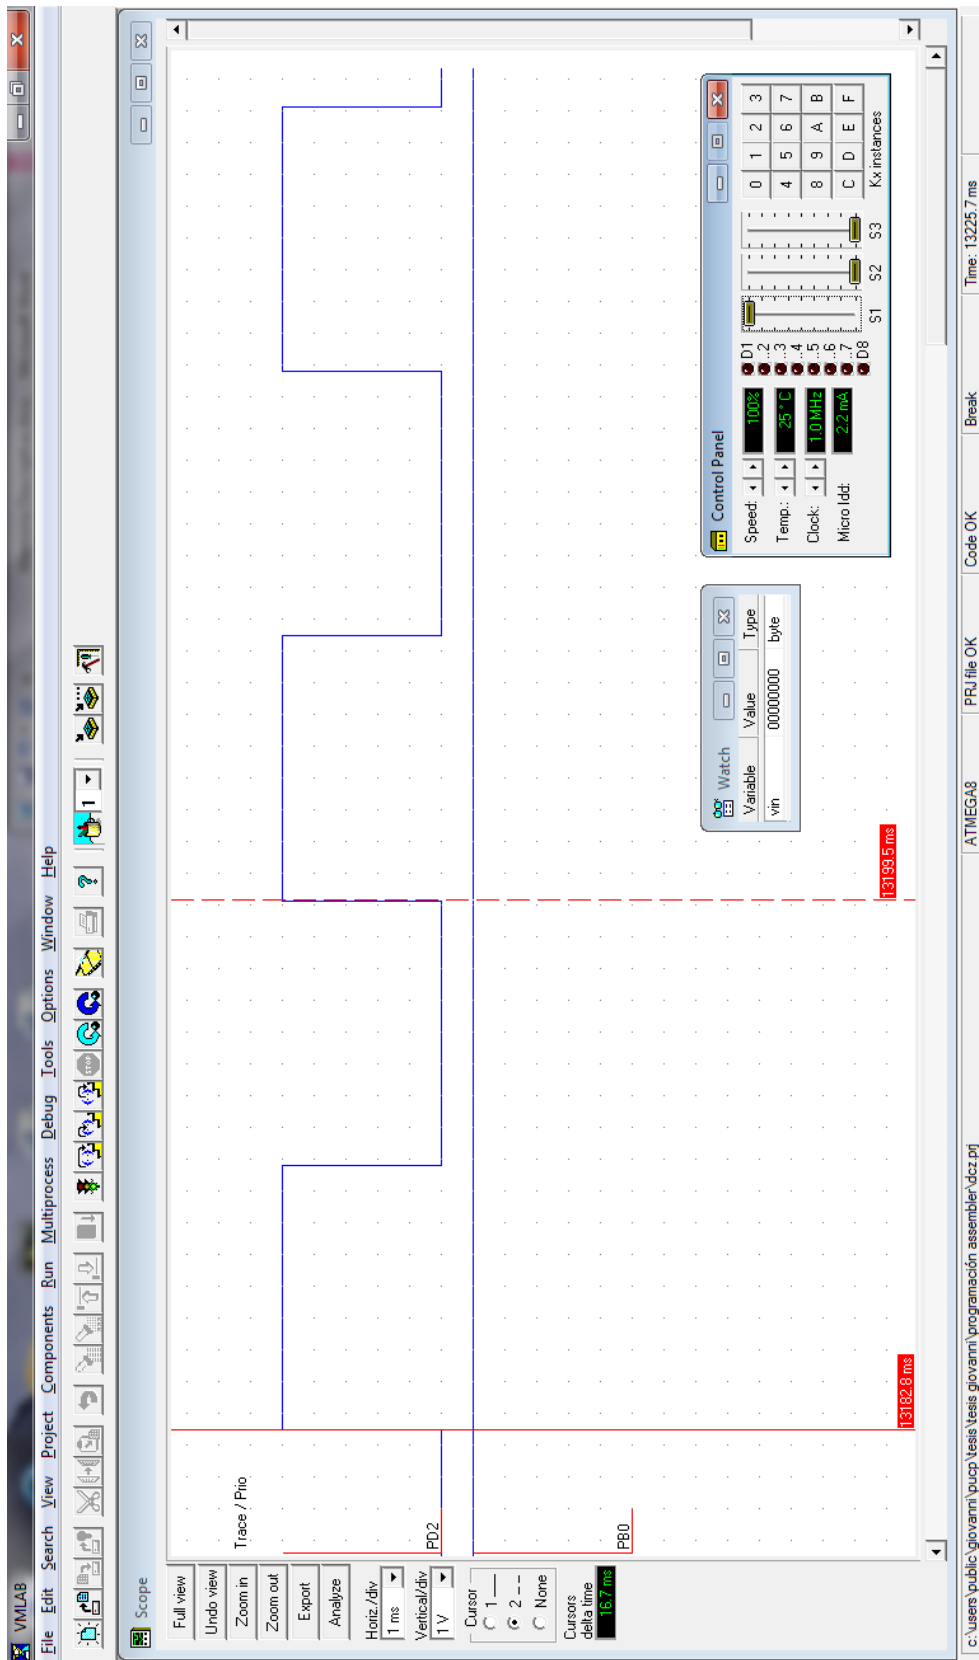 VMLAB
File Edit Search View Project Components Run Multiprocess Debug Tools Options Window Help
1
Scope
Full view
Undo view
Zoom in
Zoom out
Export
Analyze
Horiz./div
1 ms
Vertical/div
1 V
Cursor
1
2
None
Cursors
delta time
16.7 ms
Trace / Prio
PD2
PB0
13182.8 ms
13199.5 ms
Watch
Variable Value Type
vin 00000000 byte
Control Panel
Speed: 100%
Temp.: 25 ° C
Clock: 1.0 MHz
Micro Idd: 2.2 mA
D1
..2
..3
..4
..5
..6
..7
D8
S1 S2 S3
0 1 2 3
4 5 6 7
8 9 A B
C D E F
Kx instances
c:\users\public\giovanni\pucp\tesis\tesis giovanni\programación assembler\dcz.prj ATMEGA8 PRJ file OK Code OK Break Time: 13225.7 ms